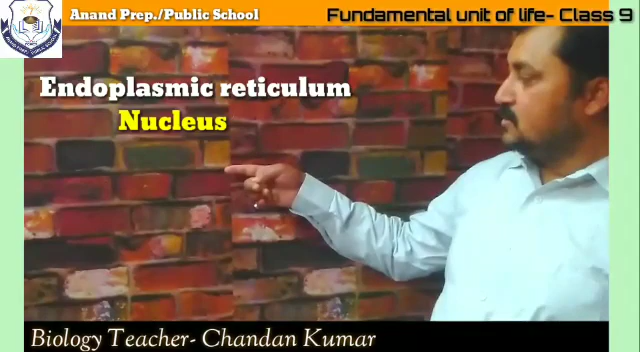 Anand Prep./Public School
Fundamental unit of life- Class 9
Endoplasmic reticulum
Nucleus
Biology Teacher- Chandan Kumar